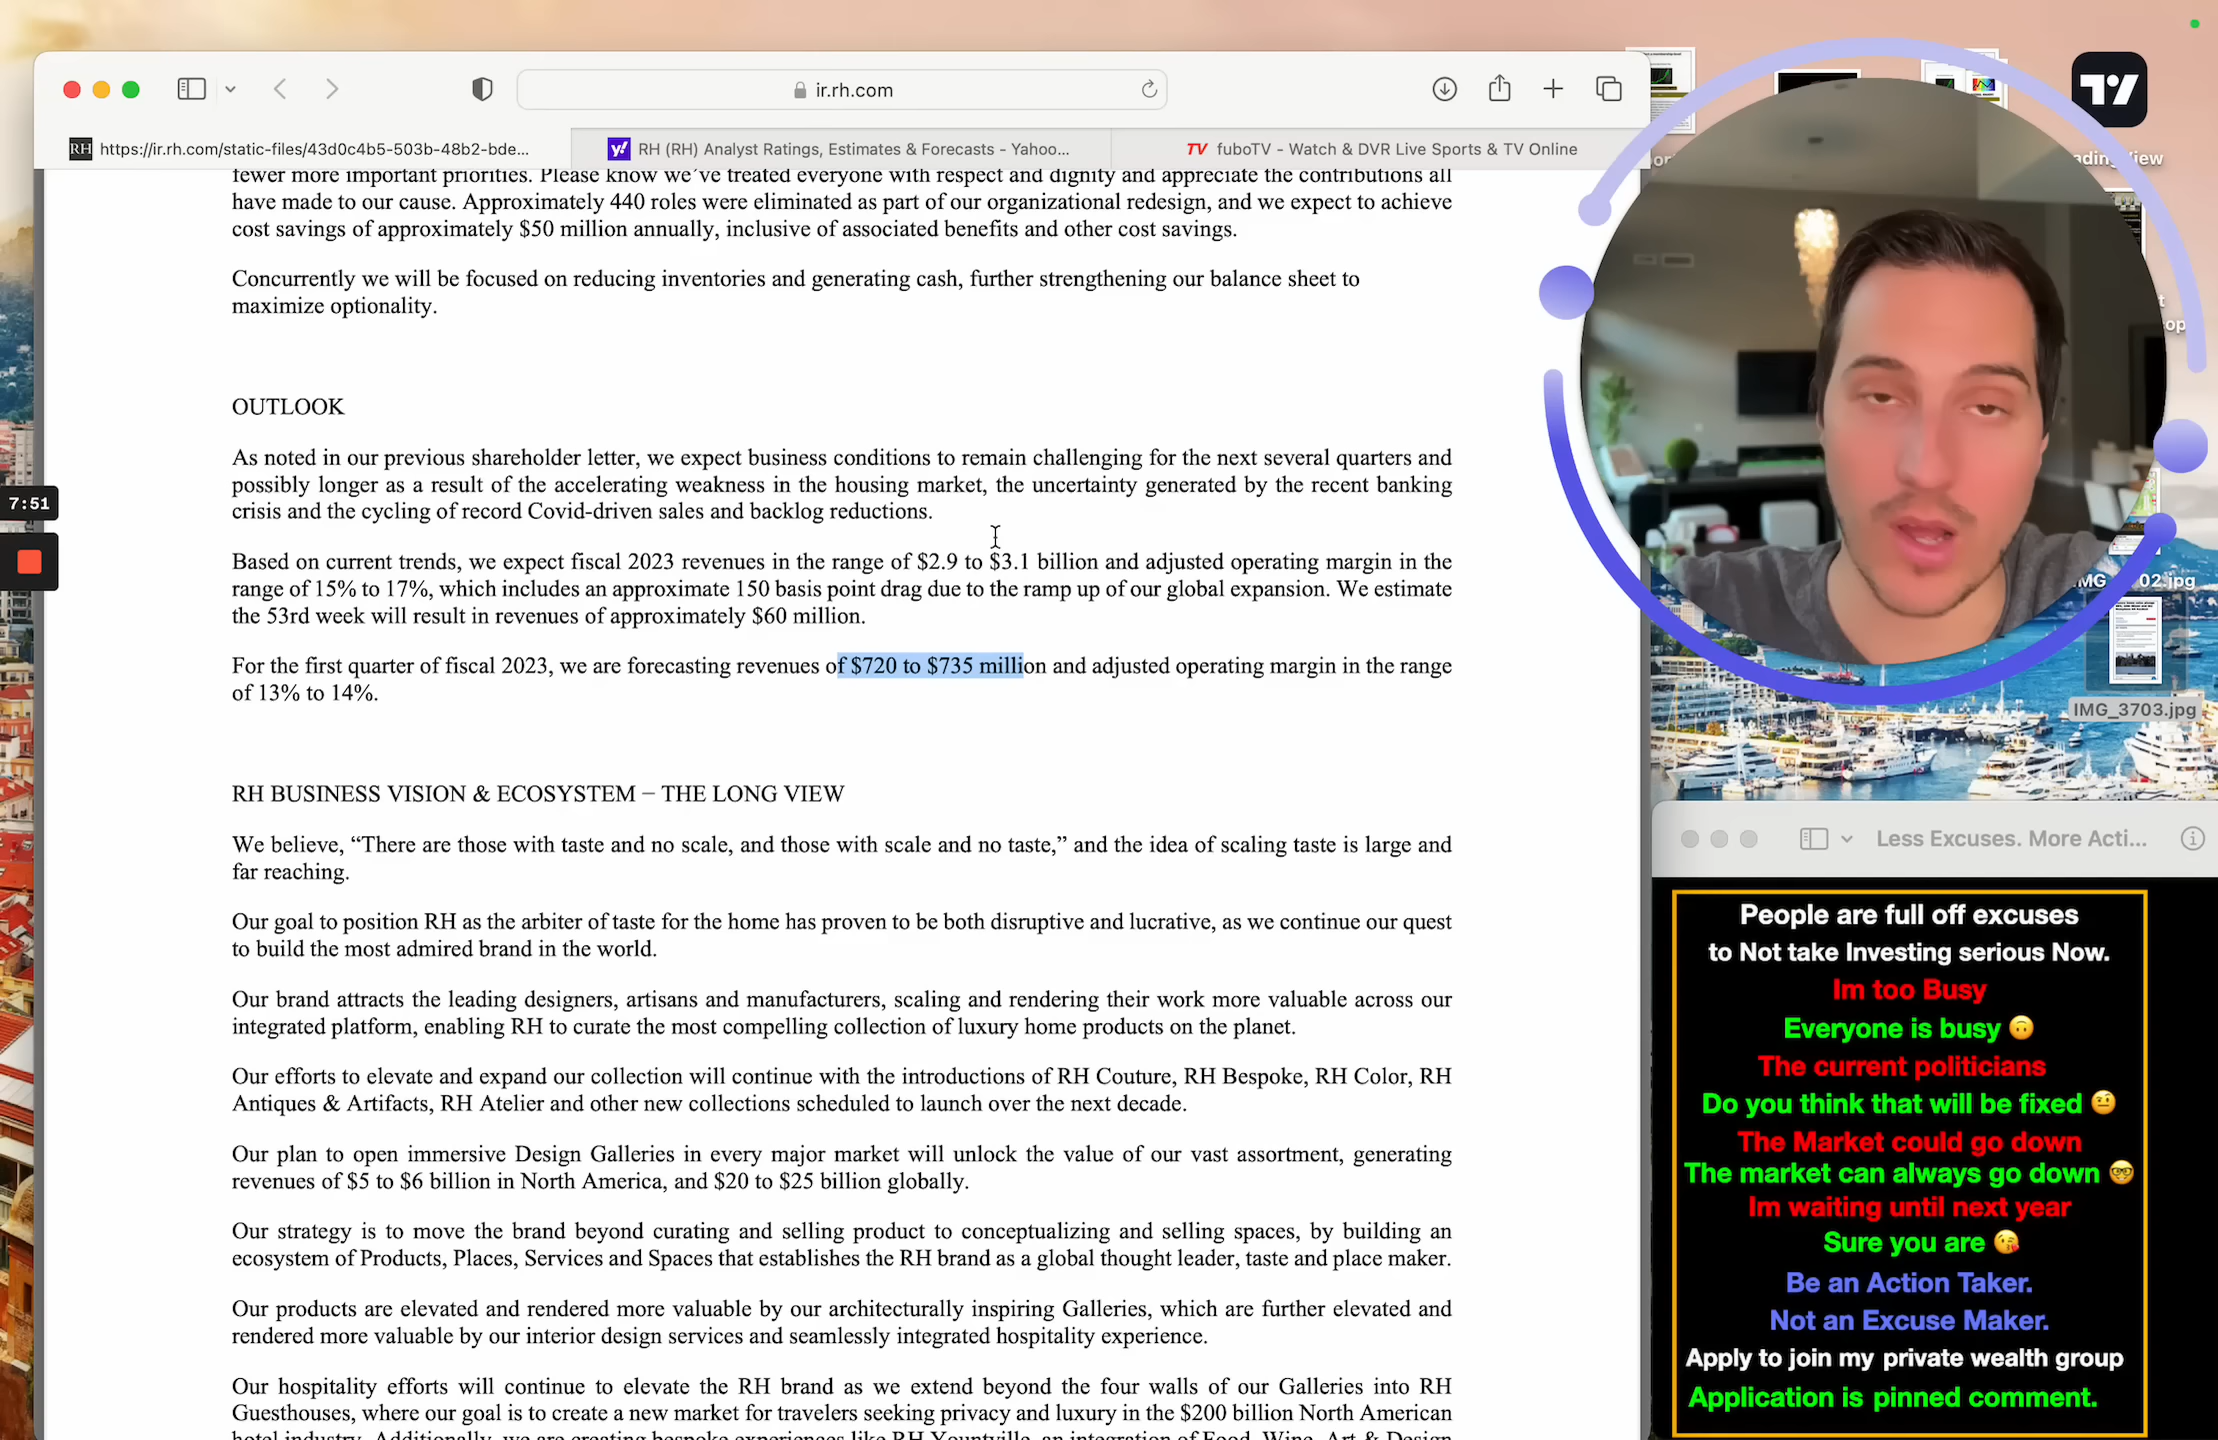 ir.rh.com
RH https://ir.rh.com/static-files/43d0c4b5-503b-48b2-bde...
y! RH (RH) Analyst Ratings, Estimates & Forecasts - Yahoo...
TV fuboTV - Watch & DVR Live Sports & TV Online
fewer more important priorities. Please know we've treated everyone with respect and dignity and appreciate the contributions all
have made to our cause. Approximately 440 roles were eliminated as part of our organizational redesign, and we expect to achieve
cost savings of approximately $50 million annually, inclusive of associated benefits and other cost savings.
Concurrently we will be focused on reducing inventories and generating cash, further strengthening our balance sheet to
maximize optionality.
OUTLOOK
As noted in our previous shareholder letter, we expect business conditions to remain challenging for the next several quarters and
possibly longer as a result of the accelerating weakness in the housing market, the uncertainty generated by the recent banking
crisis and the cycling of record Covid-driven sales and backlog reductions.
Based on current trends, we expect fiscal 2023 revenues in the range of $2.9 to $3.1 billion and adjusted operating margin in the
range of 15% to 17%, which includes an approximate 150 basis point drag due to the ramp up of our global expansion. We estimate
the 53rd week will result in revenues of approximately $60 million.
For the first quarter of fiscal 2023, we are forecasting revenues of $720 to $735 million and adjusted operating margin in the range
of 13% to 14%.
RH BUSINESS VISION & ECOSYSTEM – THE LONG VIEW
We believe, “There are those with taste and no scale, and those with scale and no taste,” and the idea of scaling taste is large and
far reaching.
Our goal to position RH as the arbiter of taste for the home has proven to be both disruptive and lucrative, as we continue our quest
to build the most admired brand in the world.
Our brand attracts the leading designers, artisans and manufacturers, scaling and rendering their work more valuable across our
integrated platform, enabling RH to curate the most compelling collection of luxury home products on the planet.
Our efforts to elevate and expand our collection will continue with the introductions of RH Couture, RH Bespoke, RH Color, RH
Antiques & Artifacts, RH Atelier and other new collections scheduled to launch over the next decade.
Our plan to open immersive Design Galleries in every major market will unlock the value of our vast assortment, generating
revenues of $5 to $6 billion in North America, and $20 to $25 billion globally.
Our strategy is to move the brand beyond curating and selling product to conceptualizing and selling spaces, by building an
ecosystem of Products, Places, Services and Spaces that establishes the RH brand as a global thought leader, taste and place maker.
Our products are elevated and rendered more valuable by our architecturally inspiring Galleries, which are further elevated and
rendered more valuable by our interior design services and seamlessly integrated hospitality experience.
Our hospitality efforts will continue to elevate the RH brand as we extend beyond the four walls of our Galleries into RH
Guesthouses, where our goal is to create a new market for travelers seeking privacy and luxury in the $200 billion North American
hotel industry. Additionally, we are creating bespoke experiences like RH Yountville, an integration of Food, Wine, Art & Design
7:51
IMG_3703.jpg
Less Excuses. More Acti...
People are full off excuses
to Not take Investing serious Now.
Im too Busy
Everyone is busy 🙃
The current politicians
Do you think that will be fixed 🤨
The Market could go down
The market can always go down 🤓
Im waiting until next year
Sure you are 😘
Be an Action Taker.
Not an Excuse Maker.
Apply to join my private wealth group
Application is pinned comment.